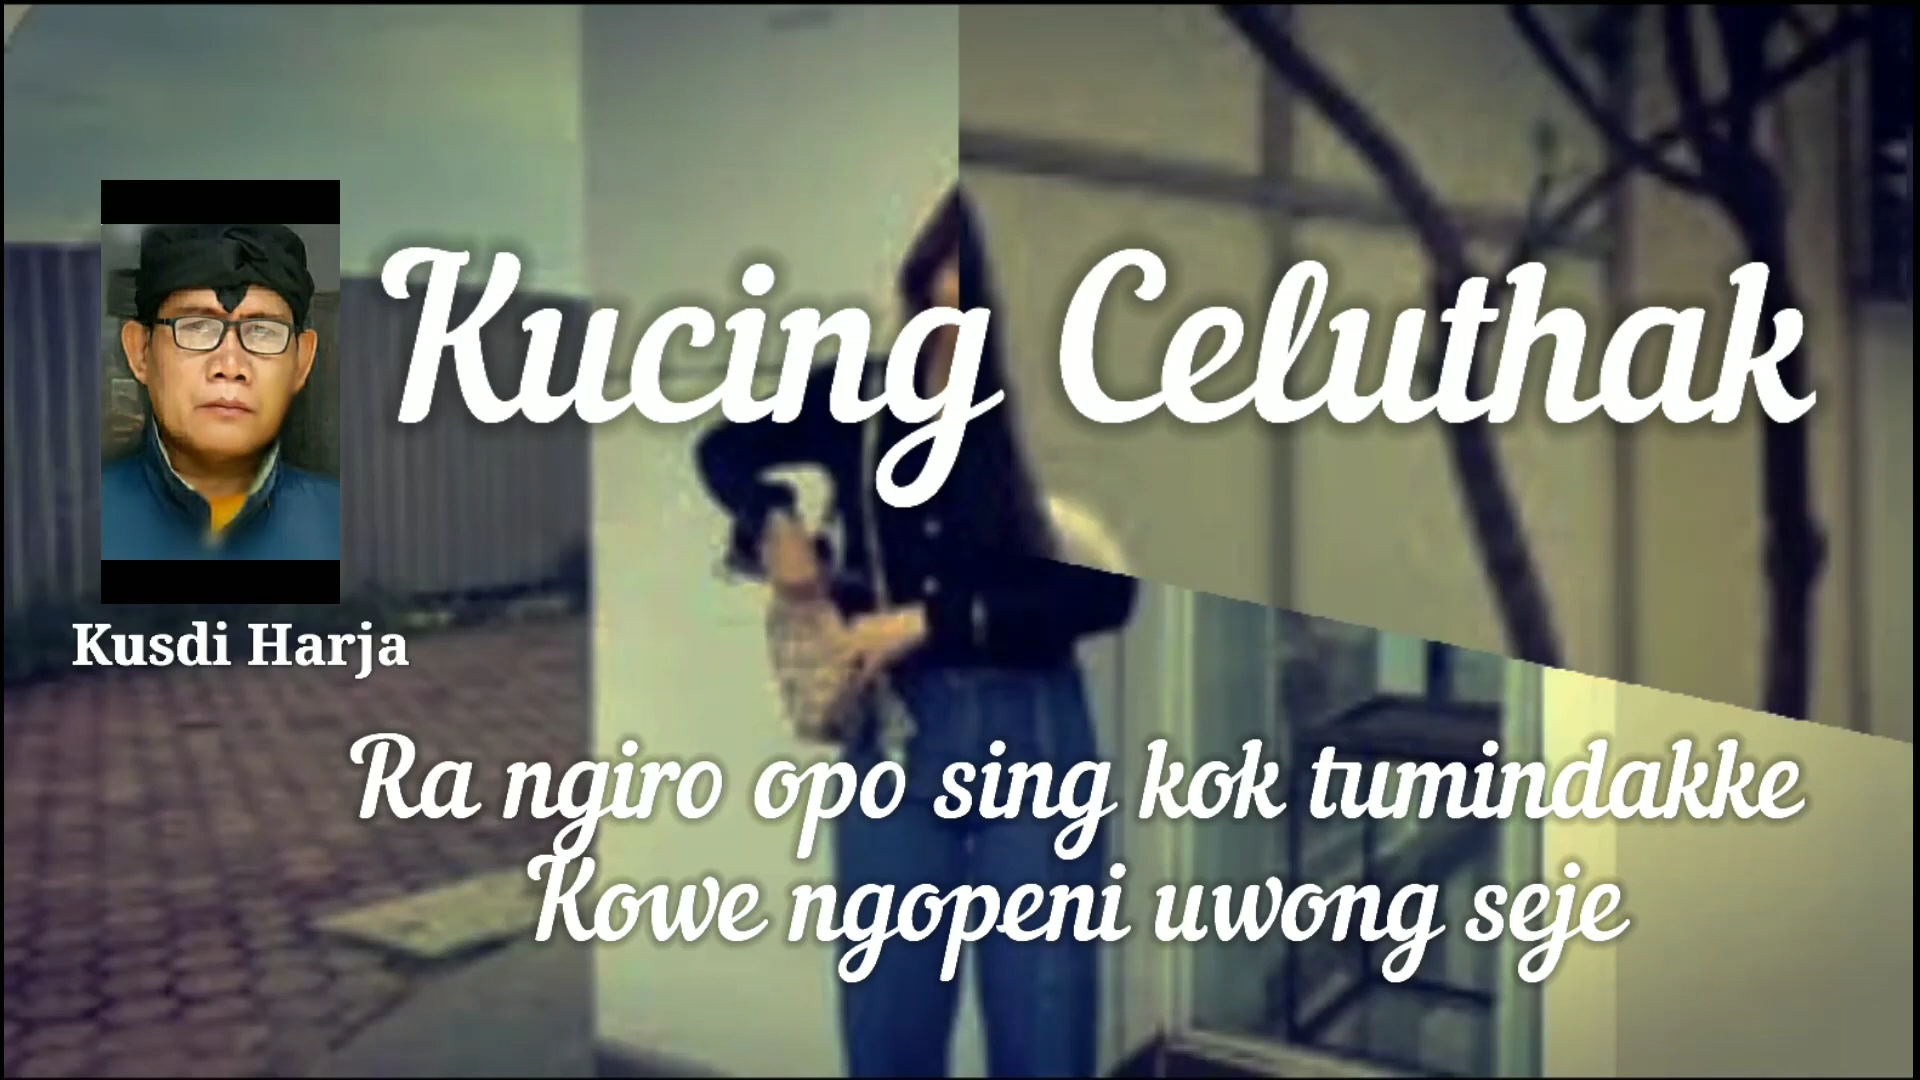 Kucing Celuthak
Kusdi Harja
Ra ngiro opo sing kok tumindakke
Kowe ngopeni uwong seje